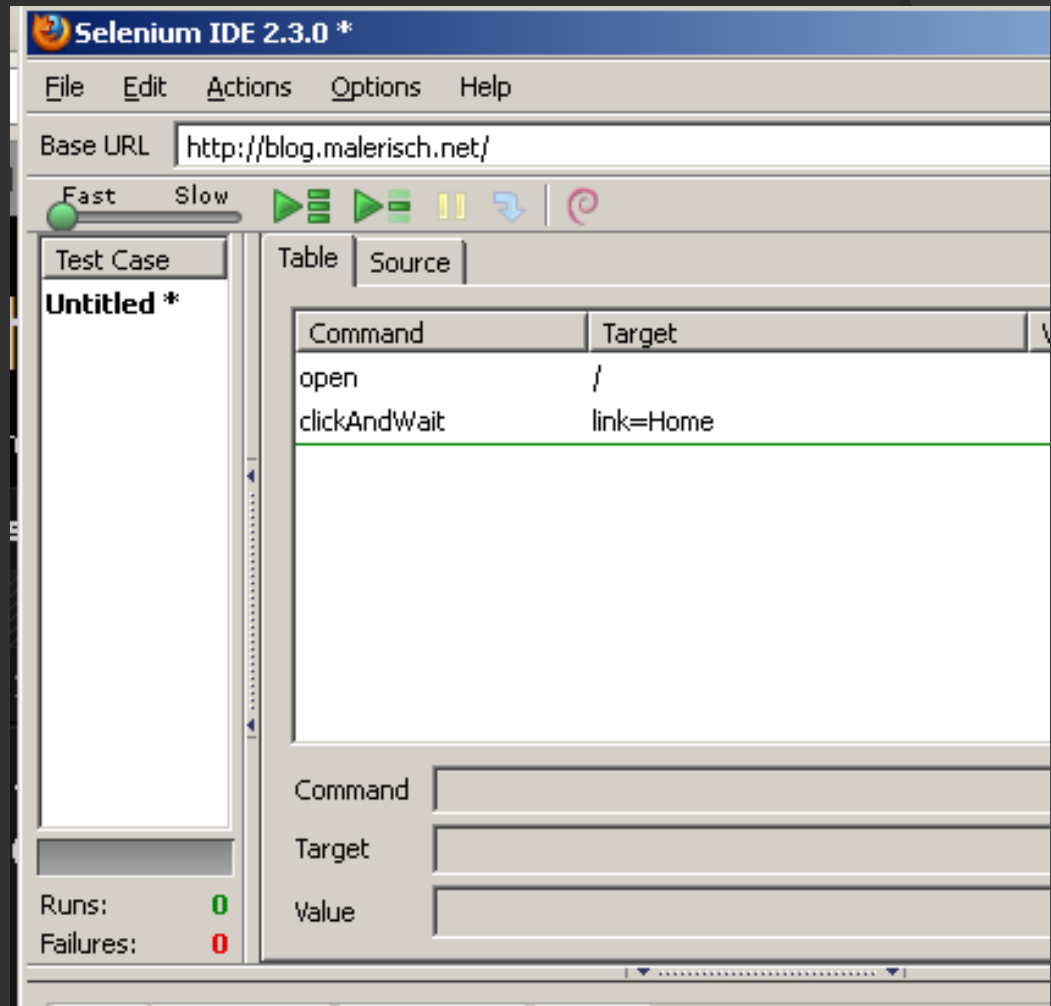 Selenium IDE 2.3.0 *
File Edit Actions Options Help
Base URL http://blog.malerisch.net/
Fast Slow
Test Case
Untitled *
Table Source
Command Target
open /
clickAndWait link=Home
Command
Target
Value
Runs: 0
Failures: 0